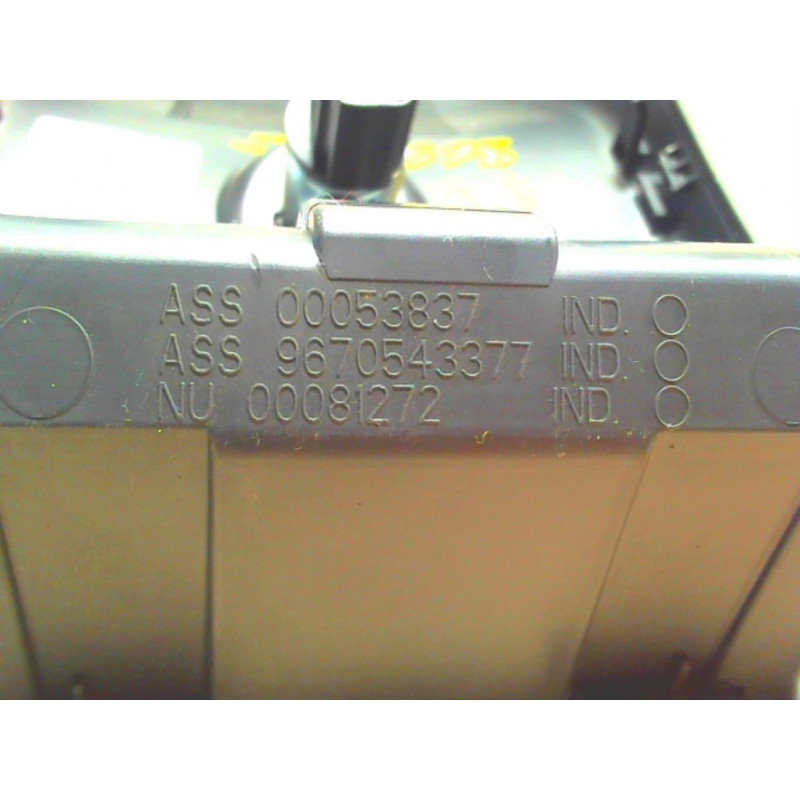 ASS 00053837 IND. O
ASS 9670543377 IND O
NU 00081272 IND. O